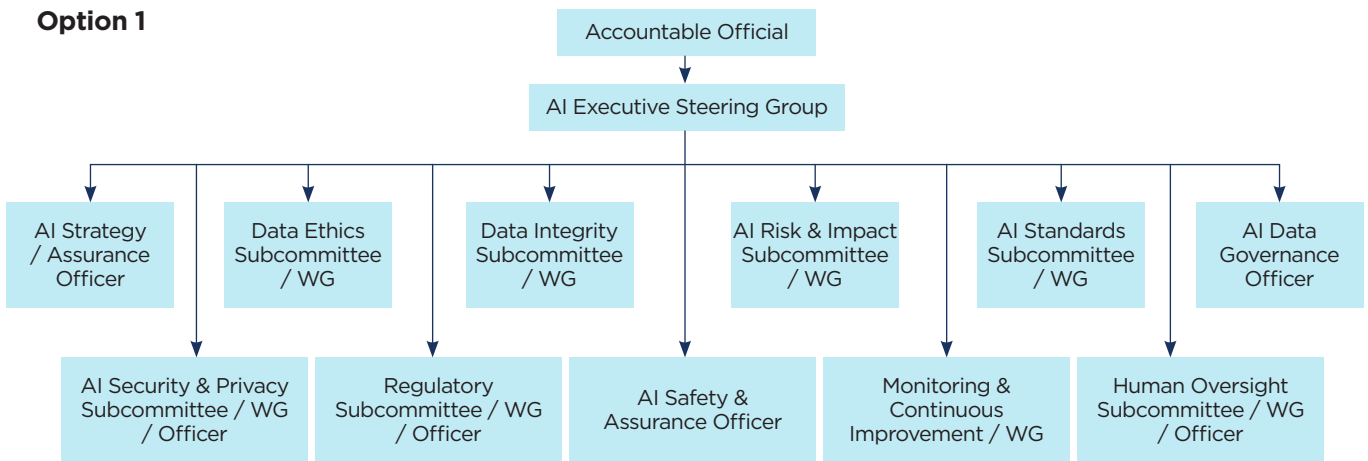 Option 1
Accountable Official
AI Executive Steering Group
AI Strategy
/ Assurance
Officer
Data Ethics
Subcommittee
/ WG
Data Integrity
Subcommittee
/ WG
AI Risk & Impact
Subcommittee
/ WG
AI Standards
Subcommittee
/ WG
AI Data
Governance
Officer
AI Security & Privacy
Subcommittee / WG
/ Officer
Regulatory
Subcommittee / WG
/ Officer
AI Safety &
Assurance Officer
Monitoring &
Continuous
Improvement / WG
Human Oversight
Subcommittee / WG
/ Officer